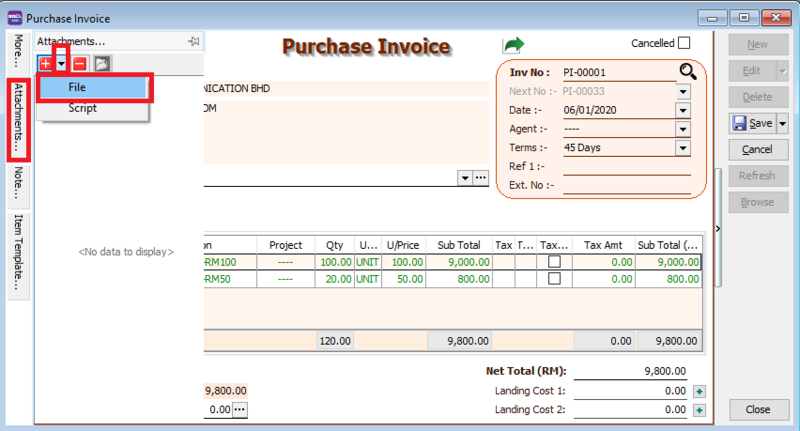 Purchase Invoice
More...
Attachments...
Note...
Item Template...
Attachments...
File
Script
<No data to display>
Purchase Invoice
Cancelled
NICATION BHD
OM
Inv No : PI-00001
Next No : PI-00033
Date :- 06/01/2020
Agent :- ----
Terms :- 45 Days
Ref 1 :-
Ext. No :-
on Project Qty U... U/Price Sub Total Tax T... Tax... Tax Amt Sub Total (...
-RM100 ---- 100.00 UNIT 100.00 9,000.00 0.00 9,000.00
-RM50 ---- 20.00 UNIT 50.00 800.00 0.00 800.00
120.00 9,800.00 0.00 9,800.00
Net Total (RM): 9,800.00
9,800.00 Landing Cost 1: 0.00
0.00 Landing Cost 2: 0.00
New
Edit
Delete
Save
Cancel
Refresh
Browse
Close